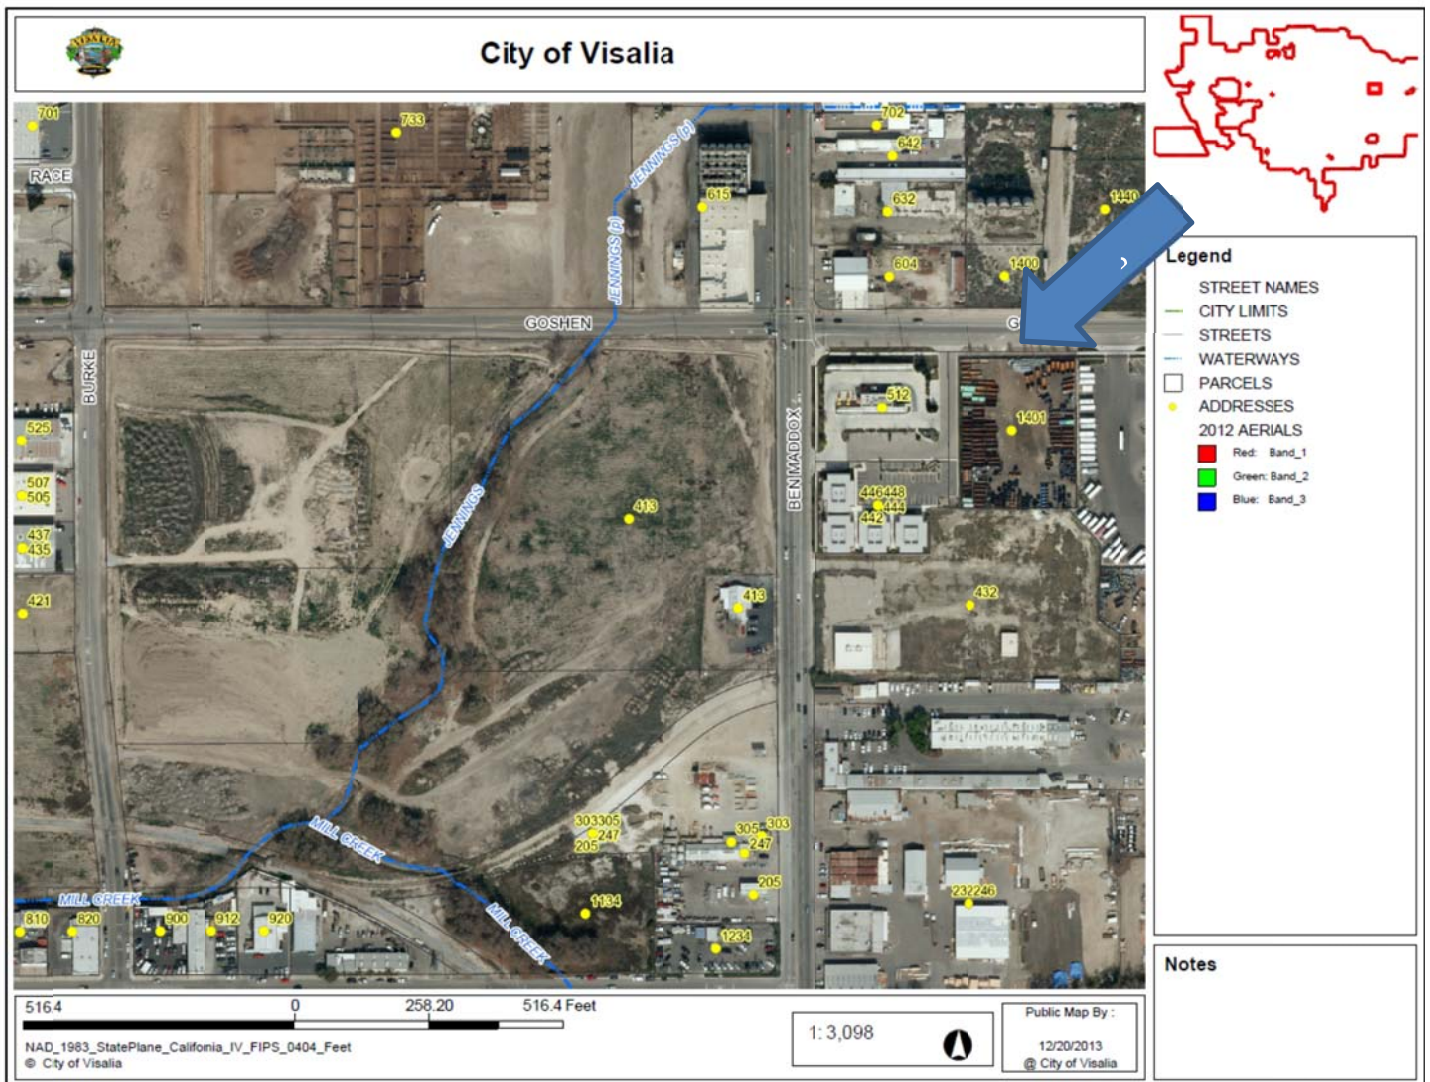 VISALIA
City of Visalia
701
733
702
642
RACE
JENNINGS (p)
615
632
1440
JENNINGS (p)
604
1400
GOSHEN
G
BURKE
512
525
1401
BEN MADDOX
507
505
446448
444
442
JENNINGS
413
437
435
421
413
432
303305
247
205
305
303
247
MILL CREEK
205
232246
MILL CREEK
1134
MILL CREEK
810
820
900
912
920
1234
Legend
STREET NAMES
CITY LIMITS
STREETS
WATERWAYS
PARCELS
ADDRESSES
2012 AERIALS
Red: Band_1
Green: Band_2
Blue: Band_3
Notes
516.4 0 258.20 516.4 Feet
NAD_1983_StatePlane_Califonia_IV_FIPS_0404_Feet
© City of Visalia
1: 3,098
Public Map By :
12/20/2013
@ City of Visalia